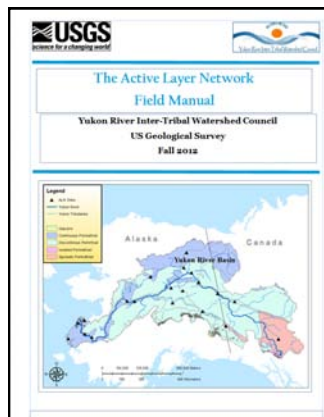 USGS
science for a changing world
Yukon River Inter-Tribal Watershed Council
The Active Layer Network
Field Manual
Yukon River Inter-Tribal Watershed Council
US Geological Survey
Fall 2012
Legend
Alaska
Canada
Yukon River Basin